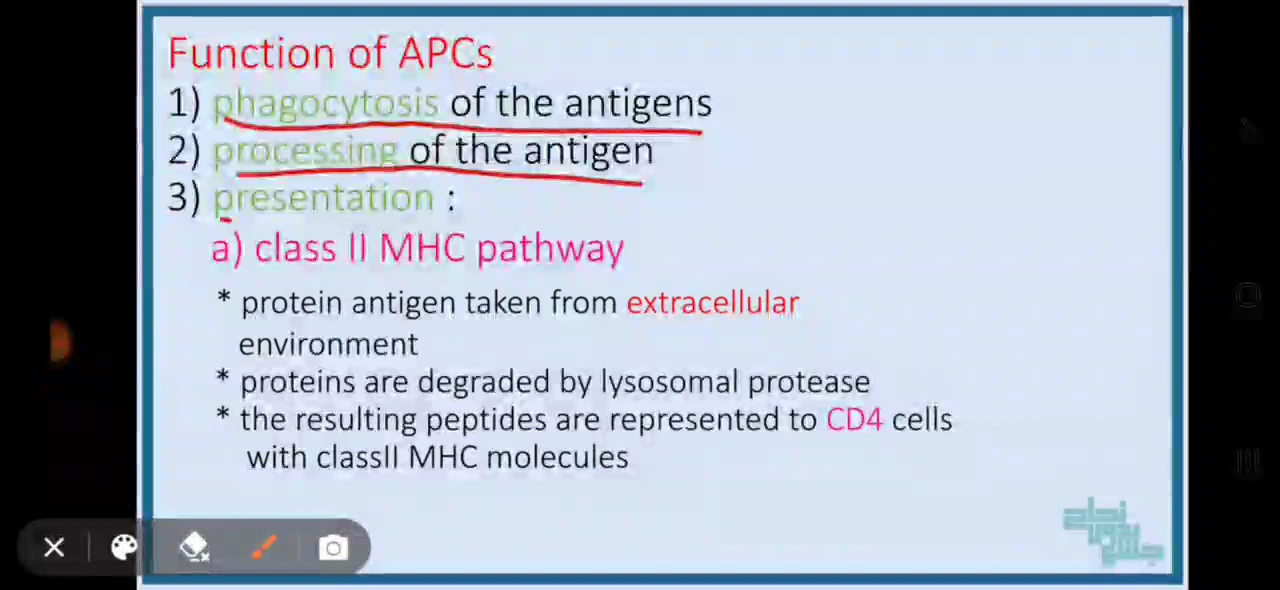 Function of APCs
1) phagocytosis of the antigens
2) processing of the antigen
3) presentation :
a) class II MHC pathway
* protein antigen taken from extracellular
environment
* proteins are degraded by lysosomal protease
* the resulting peptides are represented to CD4 cells
with classII MHC molecules